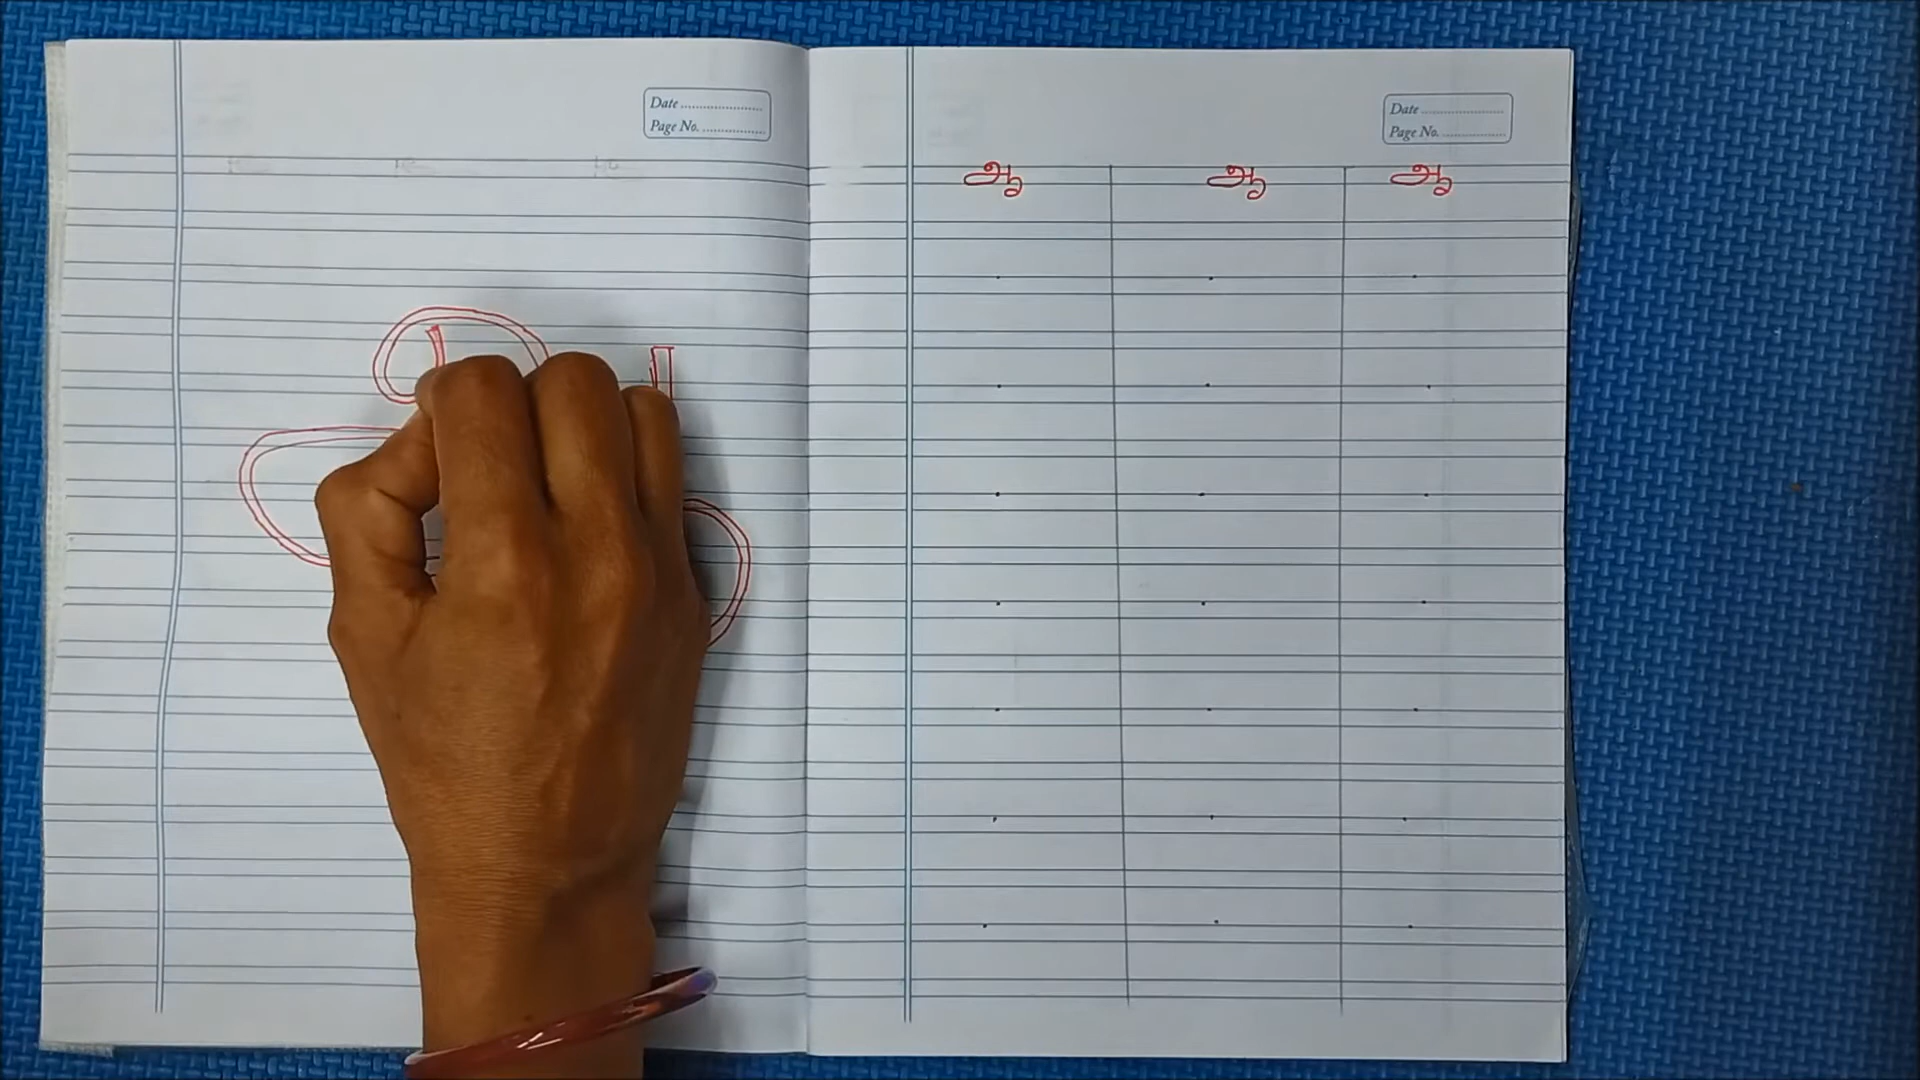 Date
Page No.
Date
Page No.
ஆ ஆ ஆ